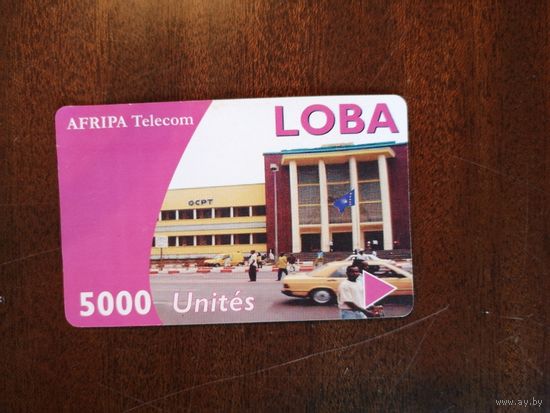 AFRIPA Telecom
LOBA
OCPT
5000 Unités
www.ay.by